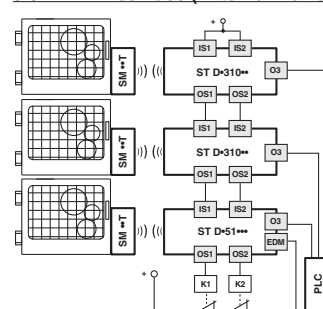 IS1 IS2
SM ••T
ST D•310••
O3
OS1 OS2
IS1 IS2
SM ••T
ST D•310••
O3
OS1 OS2
IS1 IS2
SM ••T
ST D•51•••
O3
EDM
OS1 OS2
K1 K2
PLC